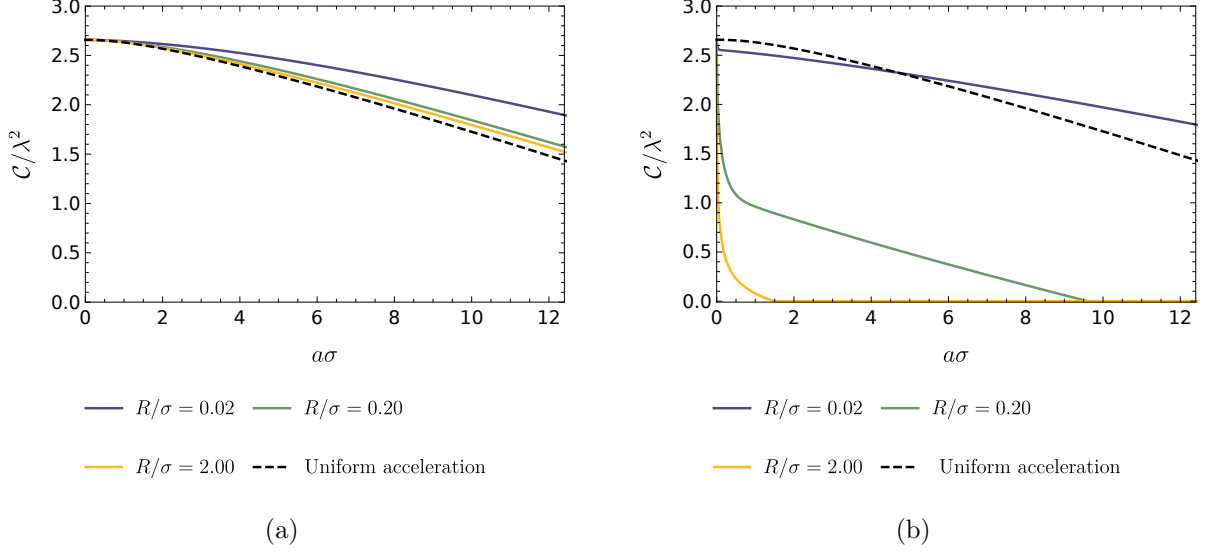 C/λ²
3.0
2.5
2.0
1.5
1.0
0.5
0.0
0 2 4 6 8 10 12
aσ
R/σ = 0.02 R/σ = 0.20
R/σ = 2.00 Uniform acceleration
(a)
C/λ²
3.0
2.5
2.0
1.5
1.0
0.5
0.0
0 2 4 6 8 10 12
aσ
R/σ = 0.02 R/σ = 0.20
R/σ = 2.00 Uniform acceleration
(b)